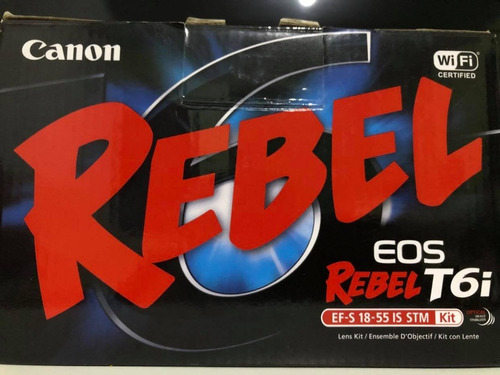 Canon
WiFi
CERTIFIED
REBEL
EOS
REBEL T6i
EF-S 18-55 IS STM Kit
Lens Kit / Ensemble D'Objectif / Kit con Lente